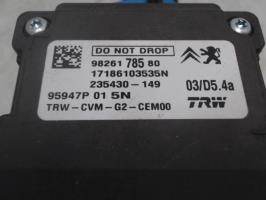 DO NOT DROP
98261 785 80
17186103535N
235430-149
03/D5.4a
95947P 01 5N
TRW-CVM-G2-CEM00
TRW